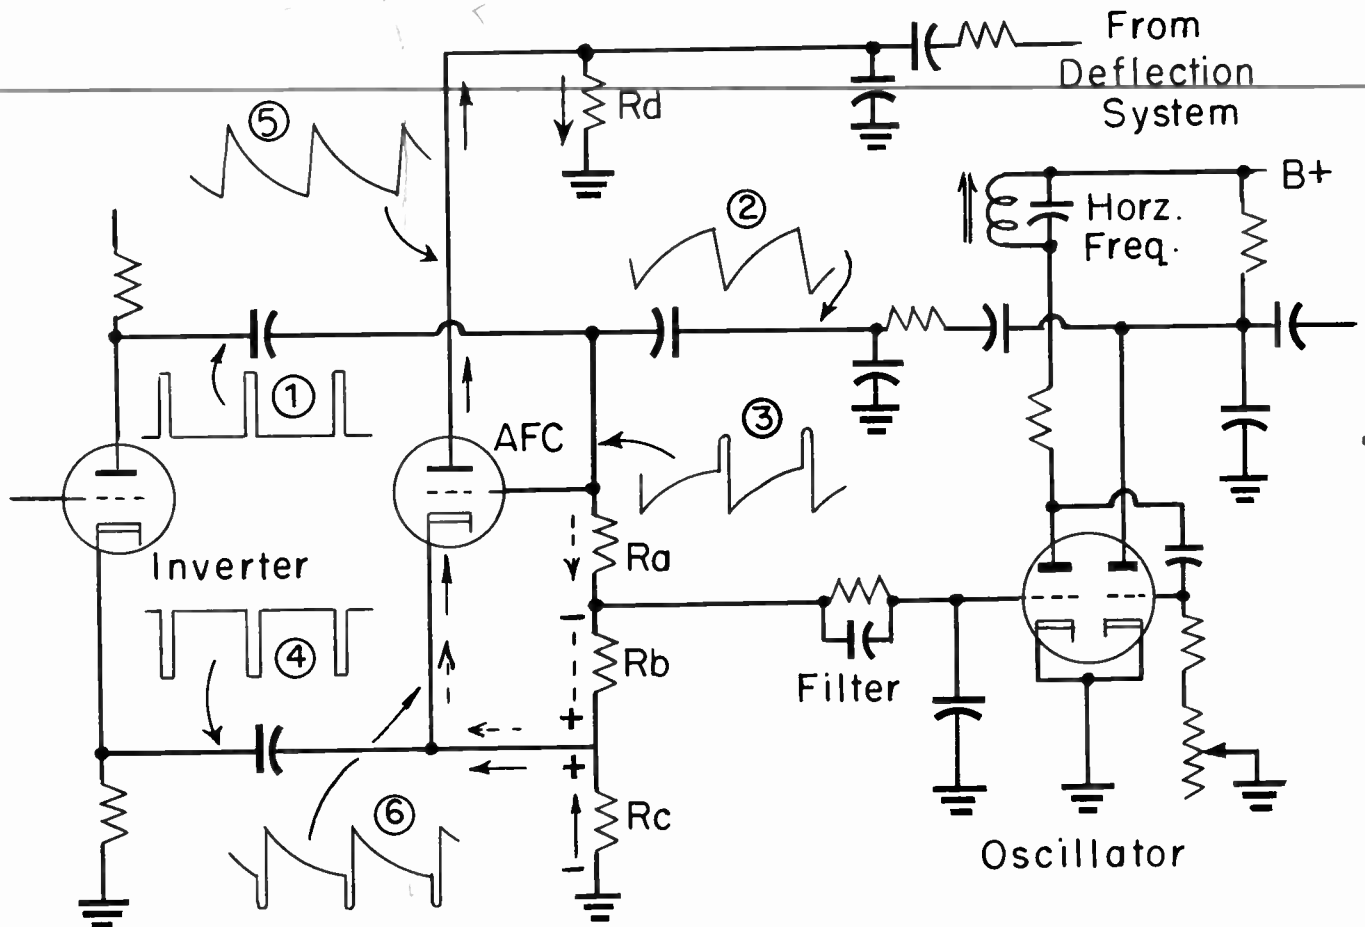 From
Deflection
System
⑤
Rd
②
B+
Horz.
Freq.
①
AFC
③
Inverter
Ra
−
④
Rb
Filter
+
+
⑥
Rc
−
Oscillator